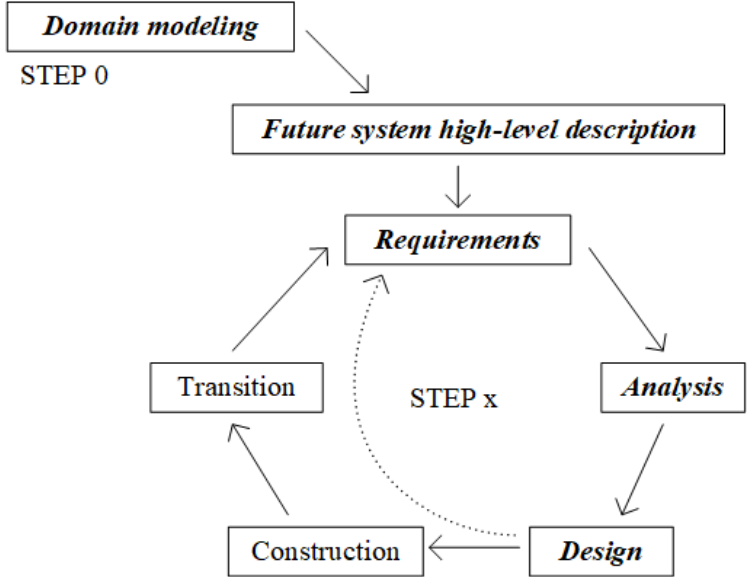 Domain modeling
STEP 0
Future system high-level description
Requirements
Transition
STEP x
Analysis
Construction
Design